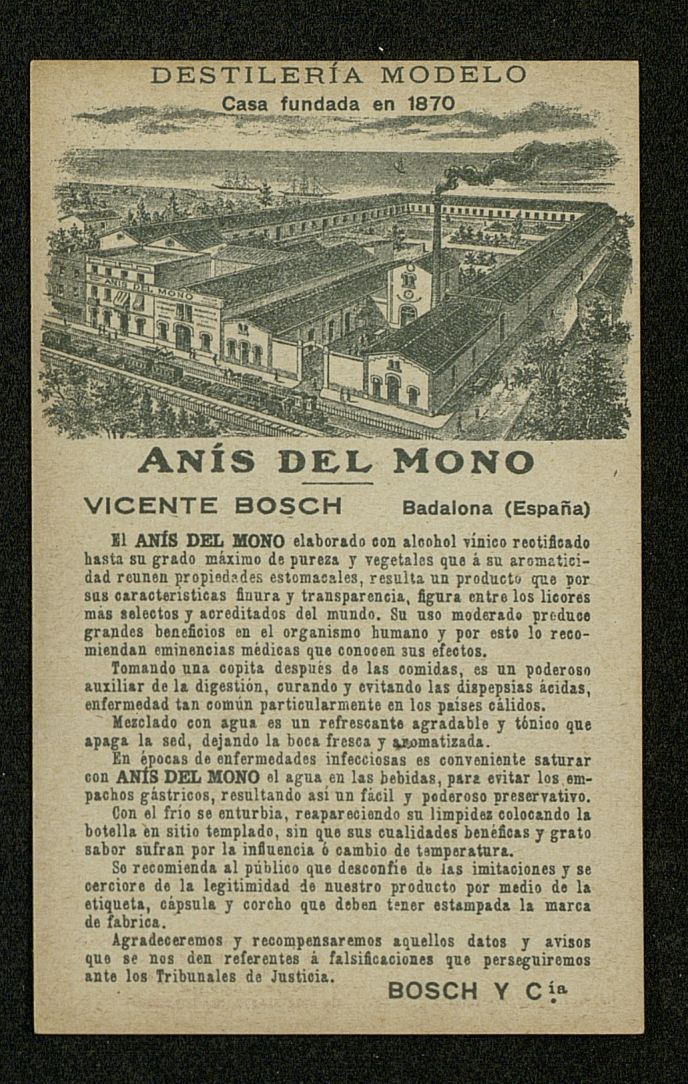 DESTILERÍA MODELO
Casa fundada en 1870
ANIS DEL MONO
ANÍS DEL MONO
VICENTE BOSCH Badalona (España)
El ANÍS DEL MONO elaborado con alcohol vínico rectificado
hasta su grado máximo de pureza y vegetales que á su aromatici-
dad reunen propiedades estomacales, resulta un producto que por
sus caracteristicas finura y transparencia, figura entre los licores
más selectos y acreditados del mundo. Su uso moderado produce
grandes beneficios en el organismo humano y por esto lo reco-
miendan eminencias médicas que conocen sus efectos.
Tomando una copita después de las comidas, es un poderoso
auxiliar de la digestión, curando y evitando las dispepsias ácidas,
enfermedad tan común particularmente en los países cálidos.
Mezclado con agua es un refrescante agradable y tónico que
apaga la sed, dejando la boca fresca y aromatizada.
En épocas de enfermedades infecciosas es conveniente saturar
con ANÍS DEL MONO el agua en las bebidas, para evitar los em-
pachos gástricos, resultando así un fácil y poderoso preservativo.
Con el frío se enturbia, reapareciendo su limpidez colocando la
botella en sitio templado, sin que sus cualidades benéficas y grato
sabor sufran por la influencia ó cambio de temperatura.
Se recomienda al público que desconfíe de las imitaciones y se
cerciore de la legitimidad de nuestro producto por medio de la
etiqueta, cápsula y corcho que deben tener estampada la marca
de fabrica.
Agradeceremos y recompensaremos aquellos datos y avisos
que se nos den referentes á falsificaciones que perseguiremos
ante los Tribunales de Justicia.
BOSCH Y Cía.